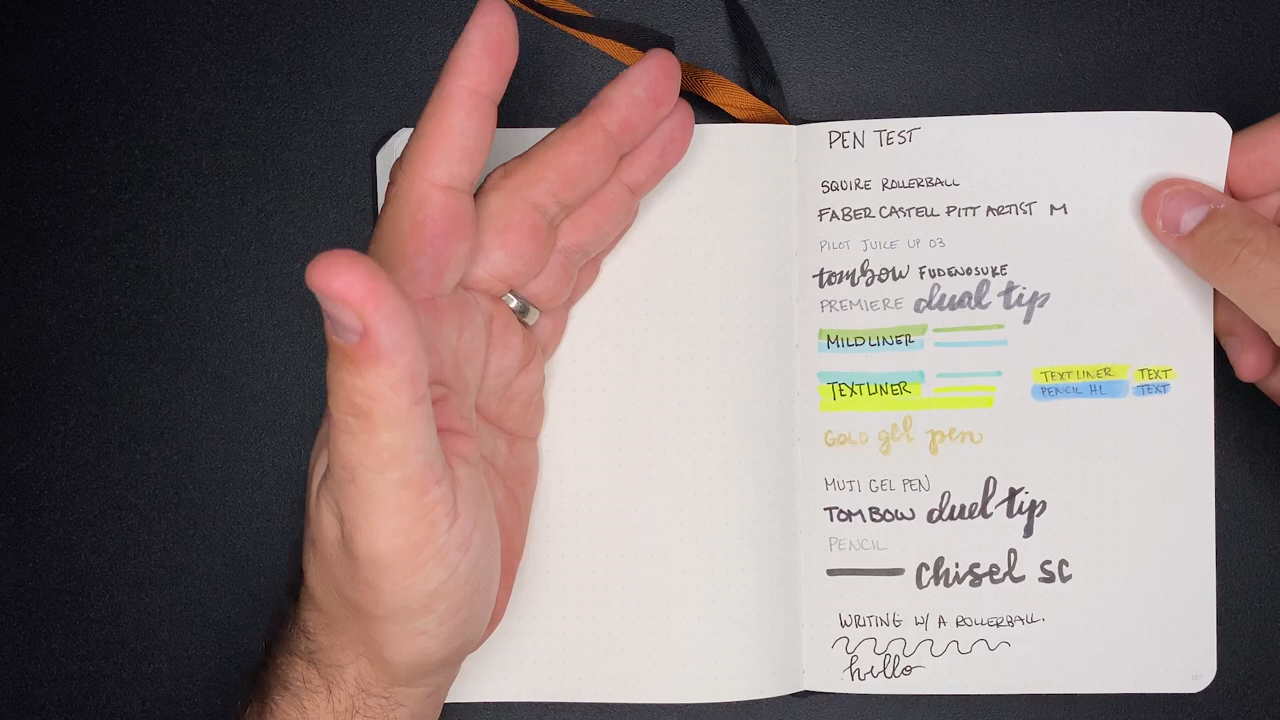 PEN TEST
SQUIRE ROLLERBALL
FABER CASTELL PITT ARTIST M
PILOT JUICE UP 03
tombow FUDENOSUKE
PREMIERE dual tip
MILDLINER
TEXTLINER TEXTLINER TEXT
PENCIL HL TEXT
GOLD gel pen
MUJI GEL PEN
TOMBOW duel tip
PENCIL
chisel sc
WRITING W/ A ROLLERBALL.
hello